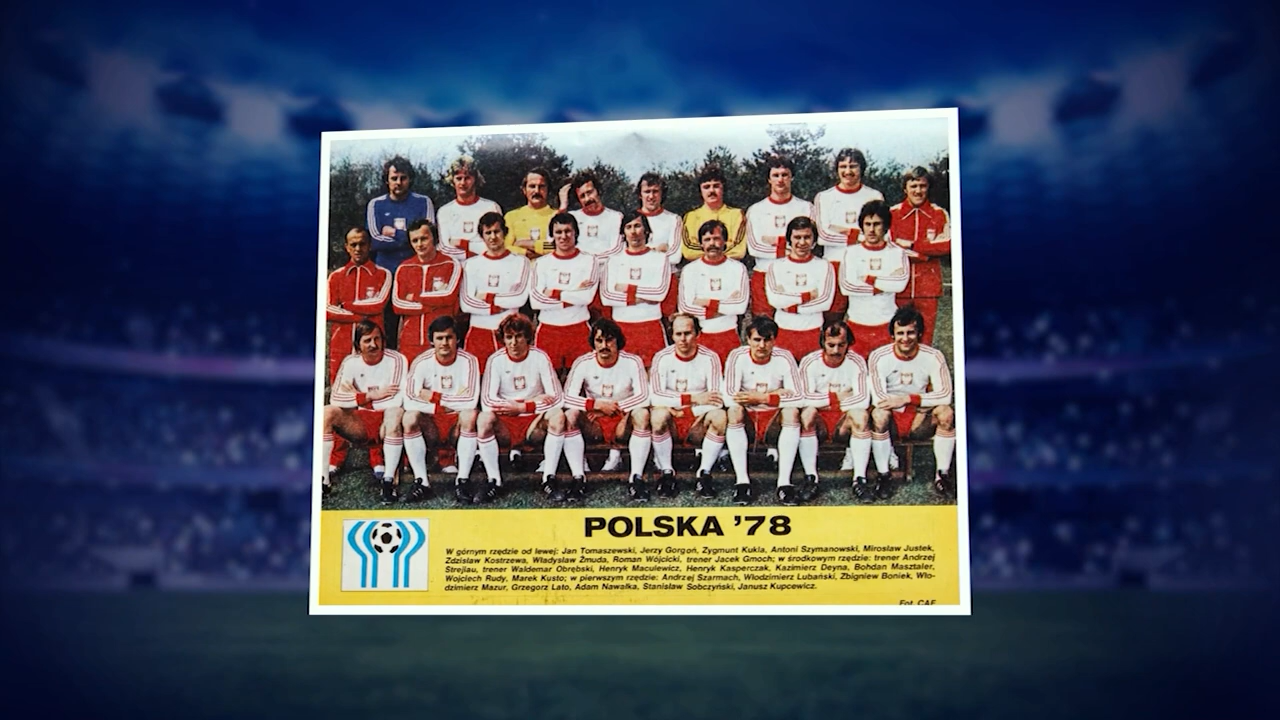 POLSKA ’78
W górnym rzędzie od lewej: Jan Tomaszewski, Jerzy Gorgoń, Zygmunt Kukla, Antoni Szymanowski, Mirosław Justek,
Zdzisław Kostrzewa, Władysław Żmuda, Roman Wójcicki, trener Jacek Gmoch; w środkowym rzędzie: trener Andrzej
Strejlau, trener Waldemar Obrębski, Henryk Maculewicz, Henryk Kasperczak, Kazimierz Deyna, Bohdan Masztaler,
Wojciech Rudy, Marek Kusto; w pierwszym rzędzie: Andrzej Szarmach, Włodzimierz Lubański, Zbigniew Boniek, Wło-
dzimierz Mazur, Grzegorz Lato, Adam Nawałka, Stanisław Sobczyński, Janusz Kupcewicz.
Fot. CAF